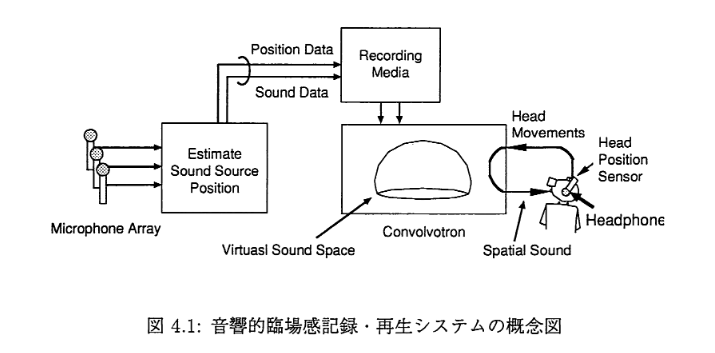 Position Data
Sound Data
Recording
Media
Head
Movements
Head
Position
Sensor
Estimate
Sound Source
Position
Microphone Array
Virtuasl Sound Space
Convolvotron
Spatial Sound
Headphone
図 4.1: 音響的臨場感記録・再生システムの概念図